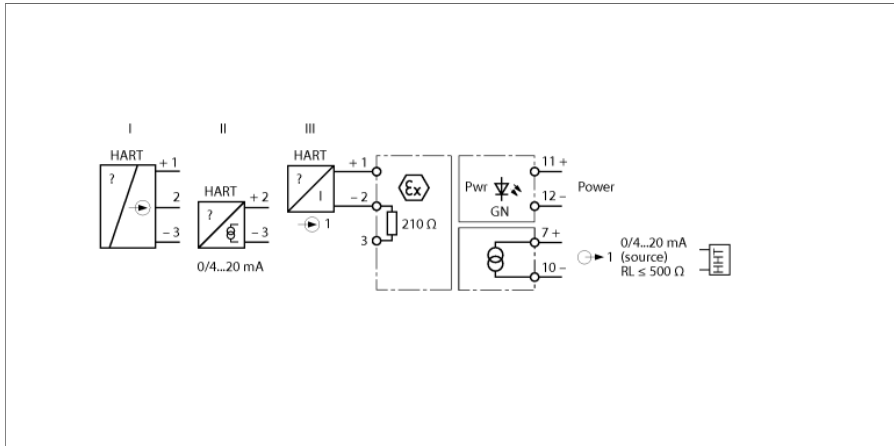 I
II
III
HART
?
+ 1
2
– 3
HART
?
+ 2
– 3
0/4...20 mA
HART
?
I
+ 1
– 2
1
3
210 Ω
Ex
Pwr
GN
11 +
12 –
Power
7 +
10 –
1
0/4...20 mA
(source)
RL ≤ 500 Ω
HHT